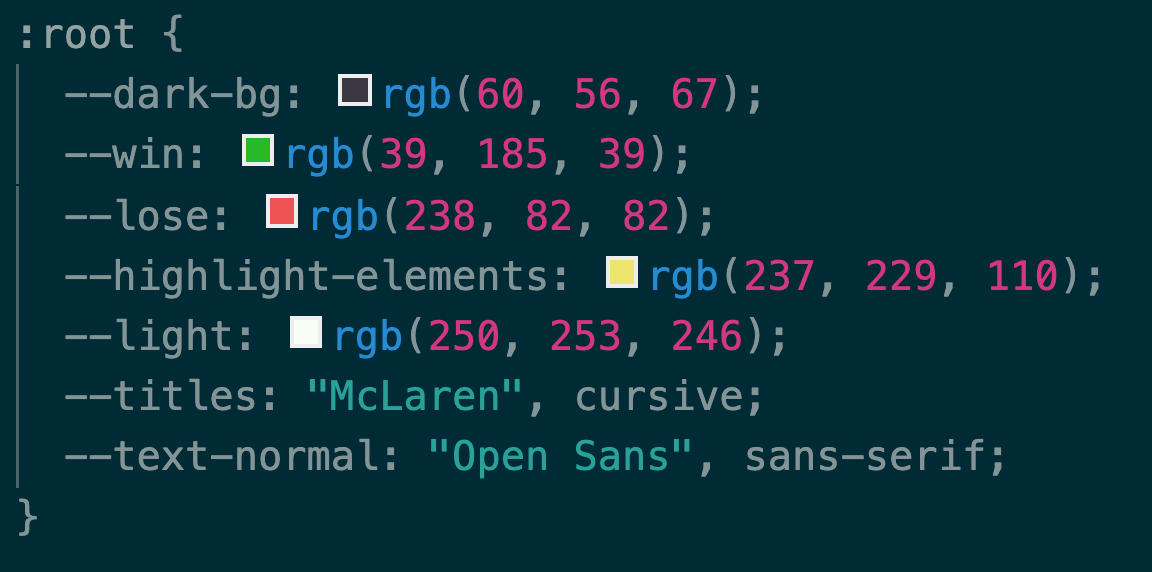 :root {
--dark-bg: rgb(60, 56, 67);
--win: rgb(39, 185, 39);
--lose: rgb(238, 82, 82);
--highlight-elements: rgb(237, 229, 110);
--light: rgb(250, 253, 246);
--titles: "McLaren", cursive;
--text-normal: "Open Sans", sans-serif;
}